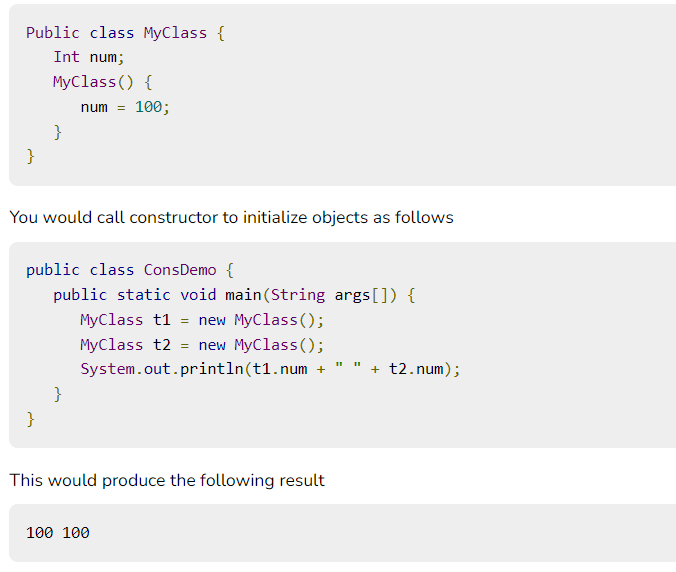 Public class MyClass {
   Int num;
   MyClass() {
      num = 100;
   }
}
You would call constructor to initialize objects as follows
public class ConsDemo {
   public static void main(String args[]) {
      MyClass t1 = new MyClass();
      MyClass t2 = new MyClass();
      System.out.println(t1.num + " " + t2.num);
   }
}
This would produce the following result
100 100